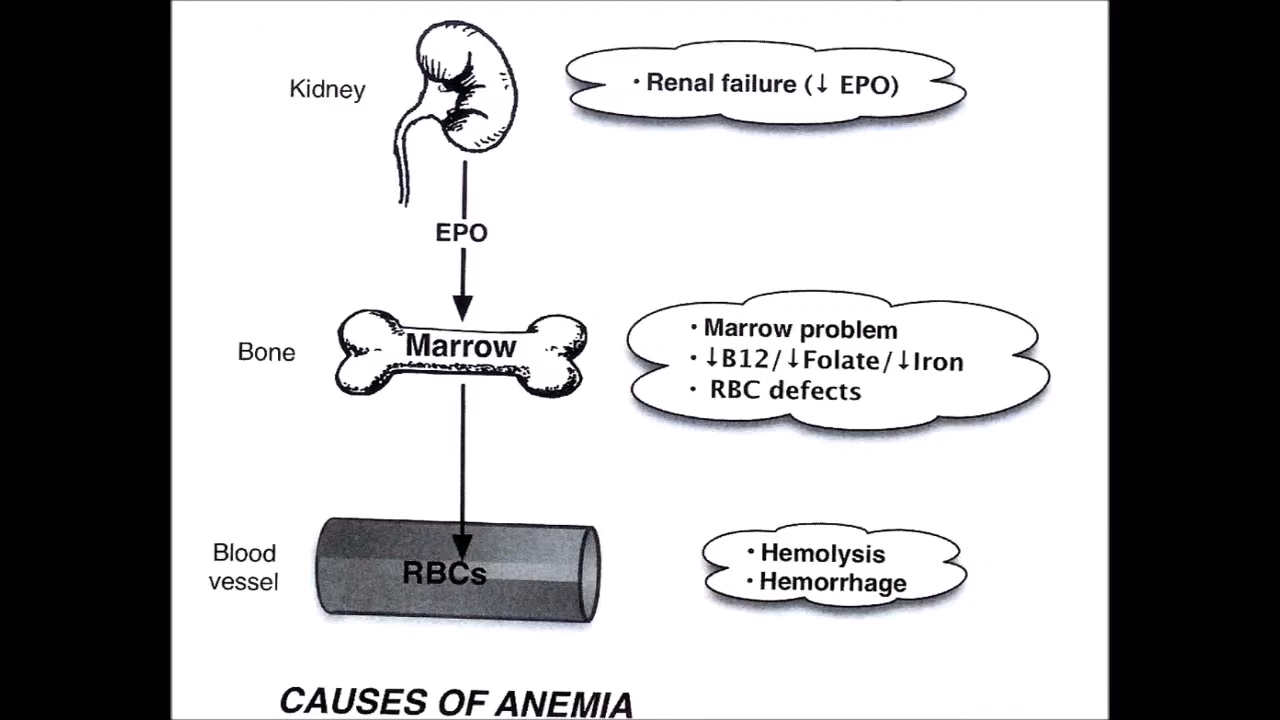 Kidney
• Renal failure (↓ EPO)
EPO
Bone
Marrow
• Marrow problem
• ↓B12/↓Folate/↓Iron
• RBC defects
Blood
vessel
RBCs
• Hemolysis
• Hemorrhage
CAUSES OF ANEMIA